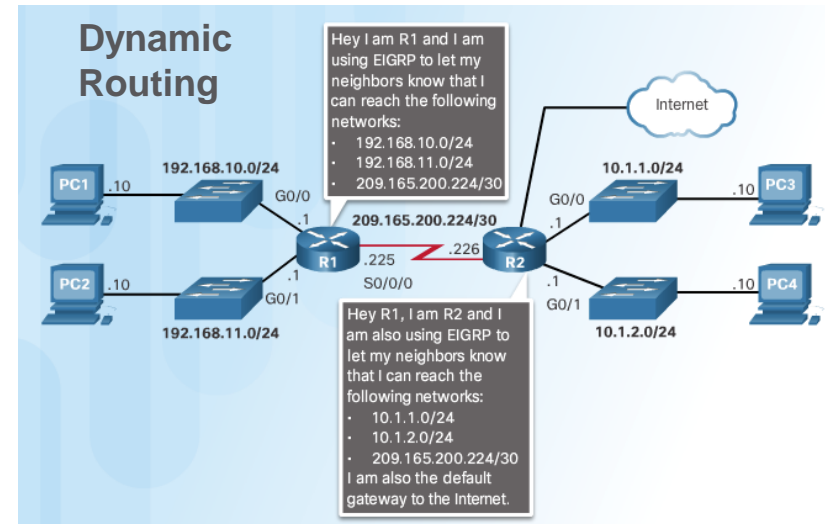 Dynamic
Routing
Hey I am R1 and I am
using EIGRP to let my
neighbors know that I
can reach the following
networks:
· 192.168.10.0/24
· 192.168.11.0/24
· 209.165.200.224/30
Internet
192.168.10.0/24
10.1.1.0/24
PC1
.10
G0/0
.1
209.165.200.224/30
G0/0
.1
.10
PC3
R1
.225
S0/0/0
.226
R2
PC2
.10
.1
G0/1
192.168.11.0/24
.1
G0/1
.10
PC4
10.1.2.0/24
Hey R1, I am R2 and I
am also using EIGRP to
let my neighbors know
that I can reach the
following networks:
· 10.1.1.0/24
· 10.1.2.0/24
· 209.165.200.224/30
I am also the default
gateway to the Internet.